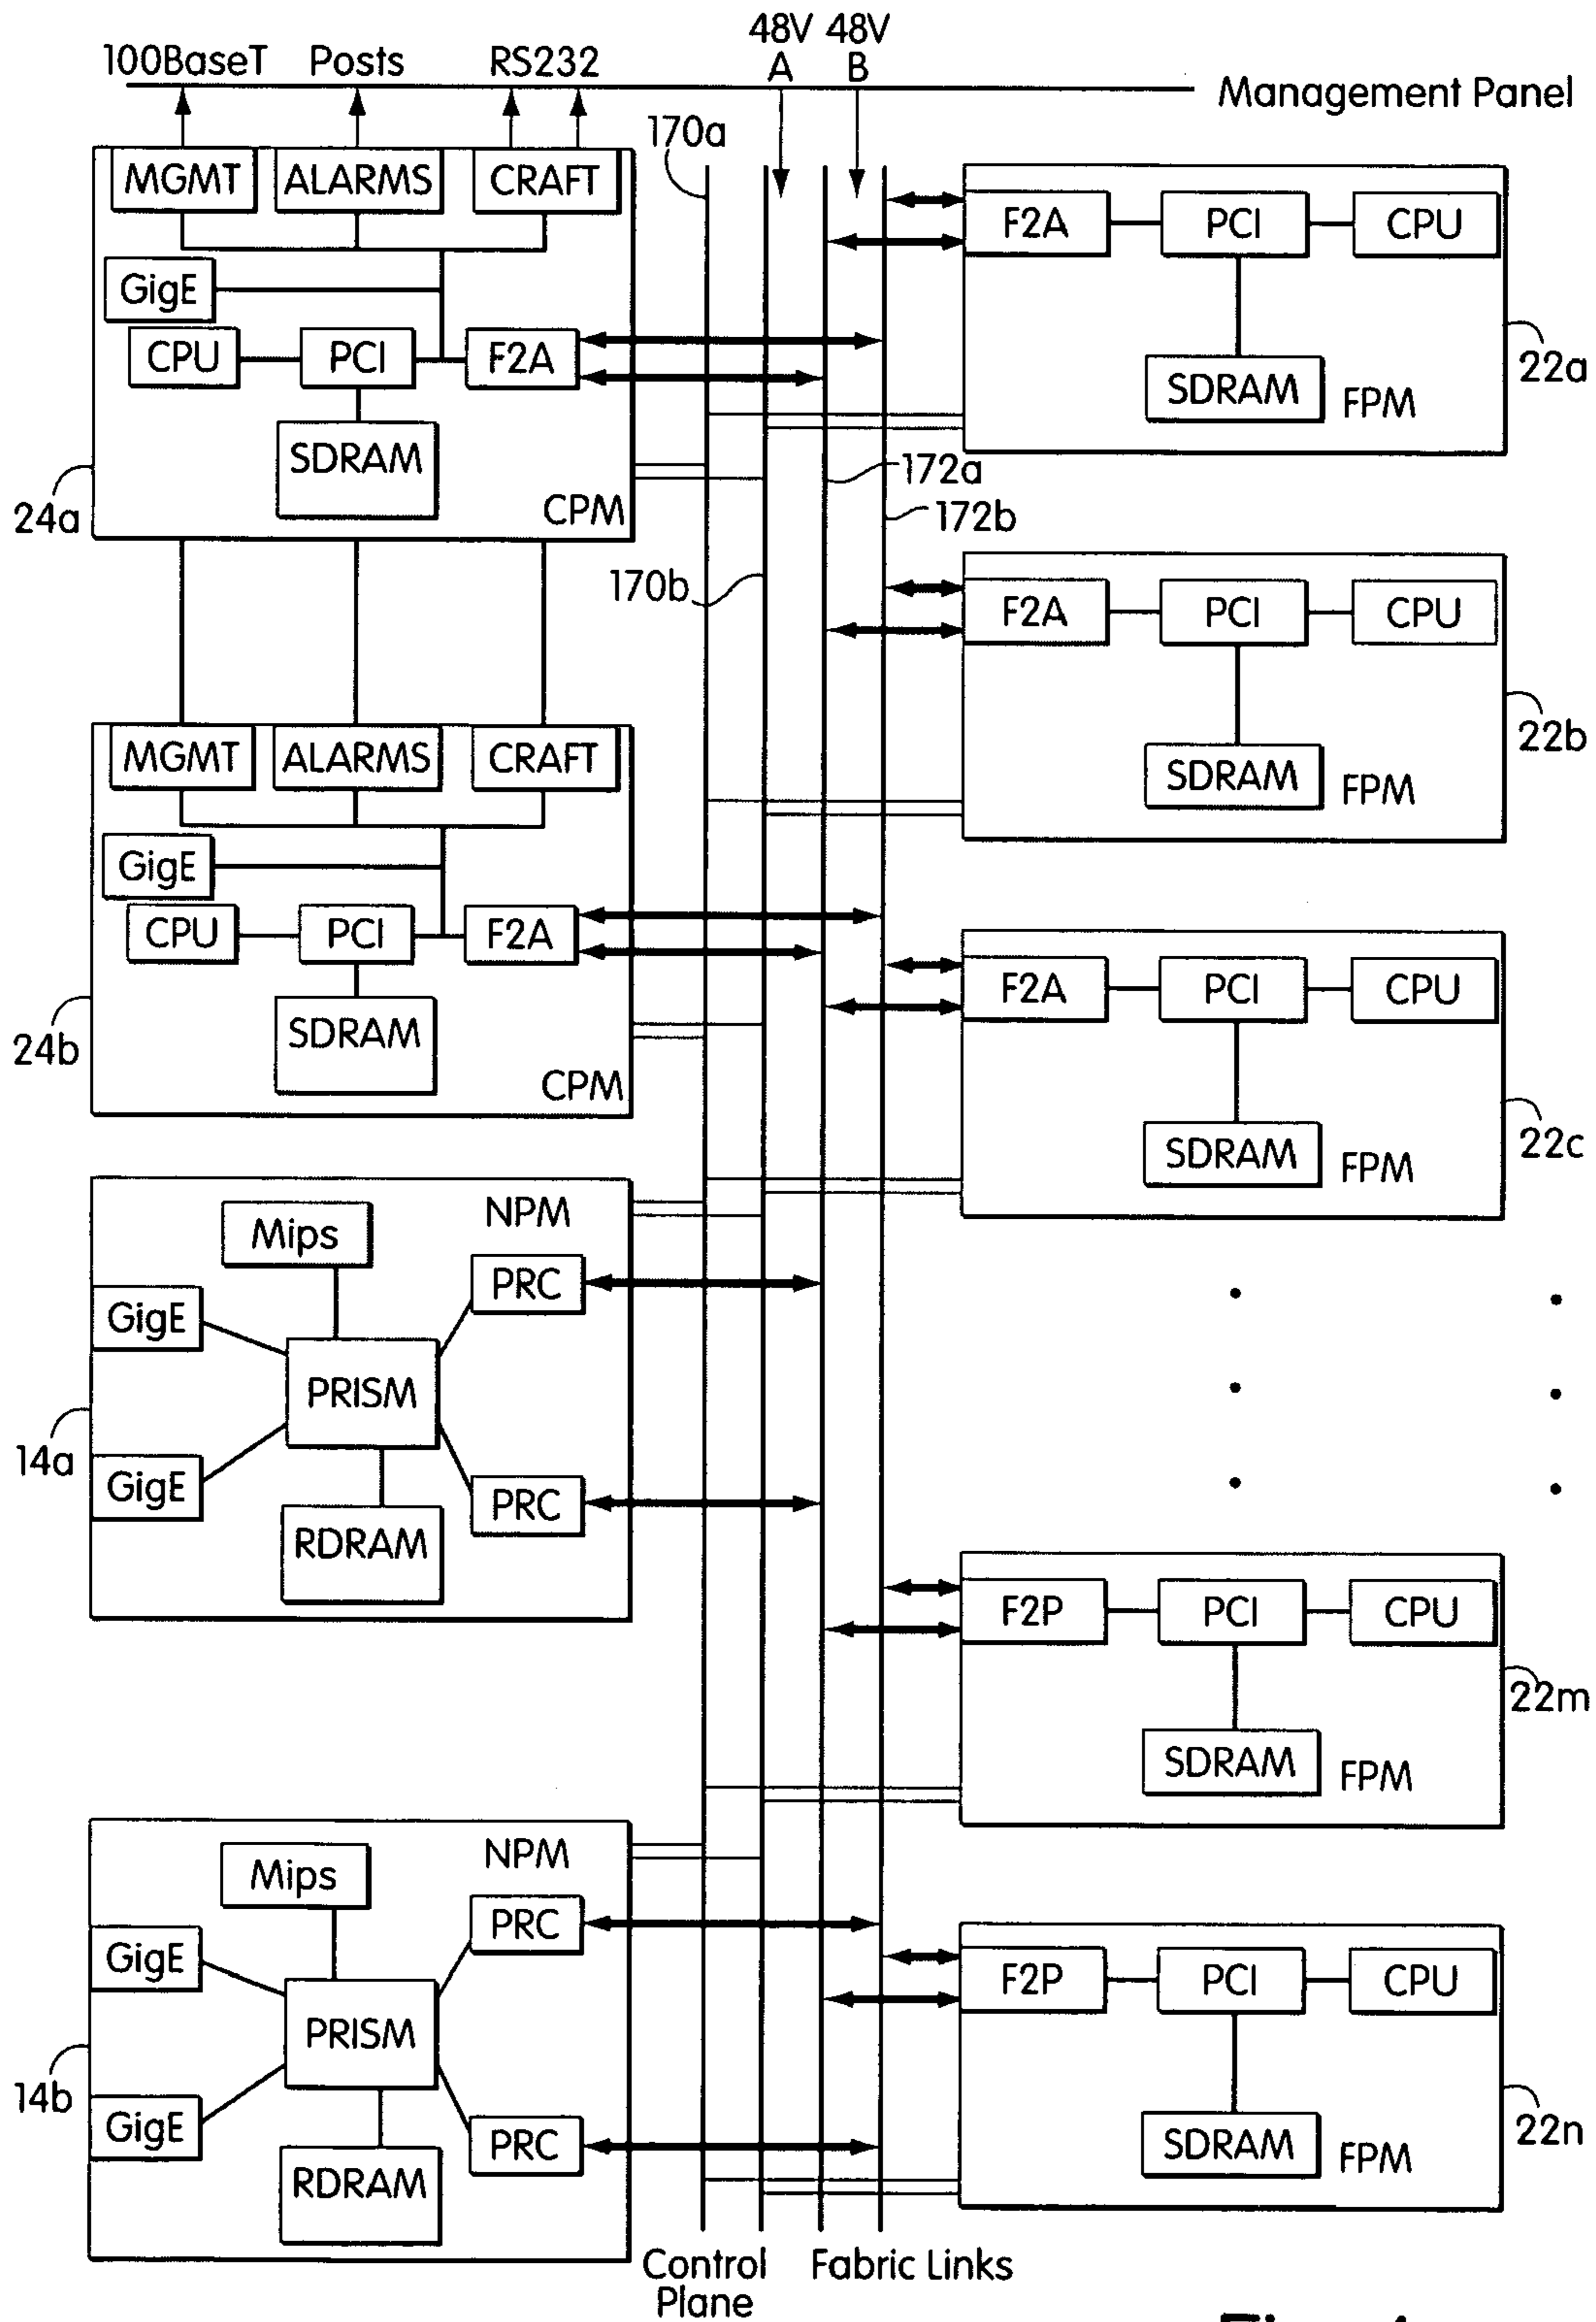 48V 48V
100BaseT Posts RS232 A B
Management Panel
170a
MGMT ALARMS CRAFT
GigE
CPU PCI F2A
SDRAM
CPM
24a
F2A PCI CPU
SDRAM FPM
22a
172a
172b
170b
F2A PCI CPU
SDRAM FPM
22b
MGMT ALARMS CRAFT
GigE
CPU PCI F2A
SDRAM
CPM
24b
F2A PCI CPU
SDRAM FPM
22c
NPM
Mips
PRC
GigE
PRISM
14a
GigE
PRC
RDRAM
F2P PCI CPU
22m
SDRAM FPM
NPM
Mips
PRC
GigE
PRISM
14b
GigE
PRC
RDRAM
F2P PCI CPU
22n
SDRAM FPM
Control
Plane
Fabric Links